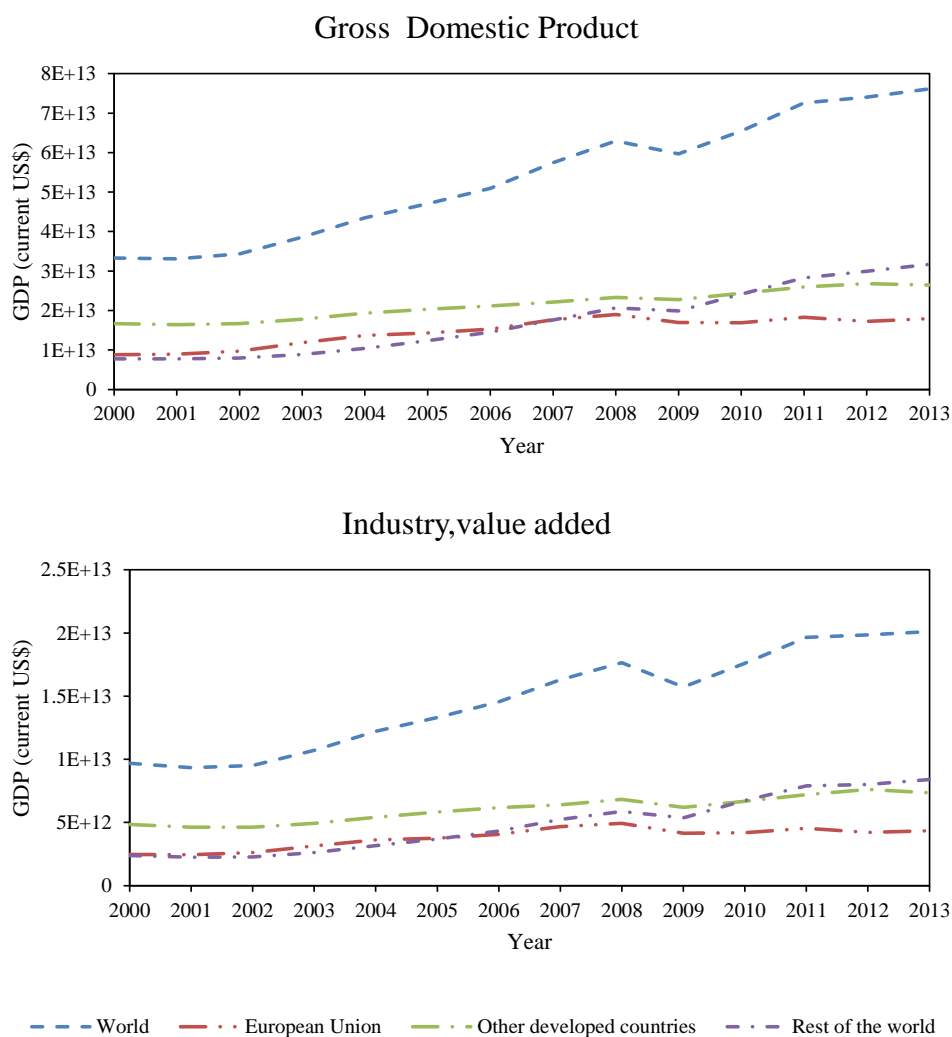 Gross  Domestic Product
8E+13
7E+13
6E+13
5E+13
4E+13
3E+13
2E+13
1E+13
0
GDP (current US$)
2000 2001 2002 2003 2004 2005 2006 2007 2008 2009 2010 2011 2012 2013
Year
Industry,value added
2.5E+13
2E+13
1.5E+13
1E+13
5E+12
0
GDP (current US$)
2000 2001 2002 2003 2004 2005 2006 2007 2008 2009 2010 2011 2012 2013
Year
World European Union Other developed countries Rest of the world